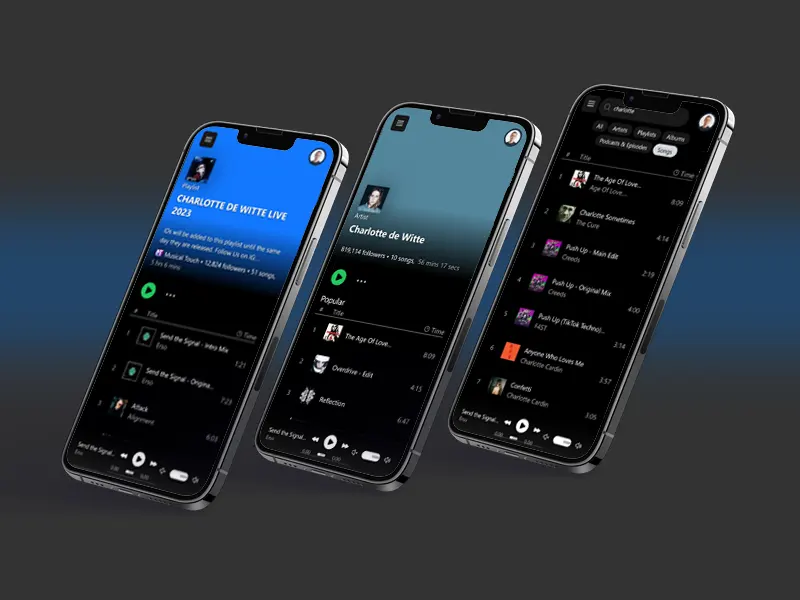 Playlist
CHARLOTTE DE WITTE LIVE
2023
IDs will be added to this playlist until the same
day they are released. Follow Us on IG...
Musical Touch • 12,824 followers • 51 songs,
5 hrs 6 mins
# Title Time
1 Send the Signal - Intro Mix
Enio
7:21
2 Send the Signal - Origina...
Enio
7:23
3 Attack
Alignment
6:03
Send the Signal...
Enio
0:00 0:00
Artist
Charlotte de Witte
819,114 followers • 10 songs, 56 mins 17 secs
Popular
# Title Time
1 The Age Of Love...
8:09
2 Overdrive - Edit
4:15
3 Reflection
6:47
Send the Signal...
Enio
0:00 0:00
charlotte
All Artists Playlists Albums
Podcasts & Episodes Songs
# Title Time
1 The Age Of Love...
Age Of Love...
8:09
2 Charlotte Sometimes
The Cure
4:14
3 Push Up - Main Edit
Creeds
2:19
4 Push Up - Original Mix
Creeds
4:00
5 Push Up (TikTok Techno)...
FAST
3:14
6 Anyone Who Loves Me
Charlotte Cardin
3:57
7 Confetti
Charlotte Cardin
3:05
Send the Signal...
Enio
0:00 0:00